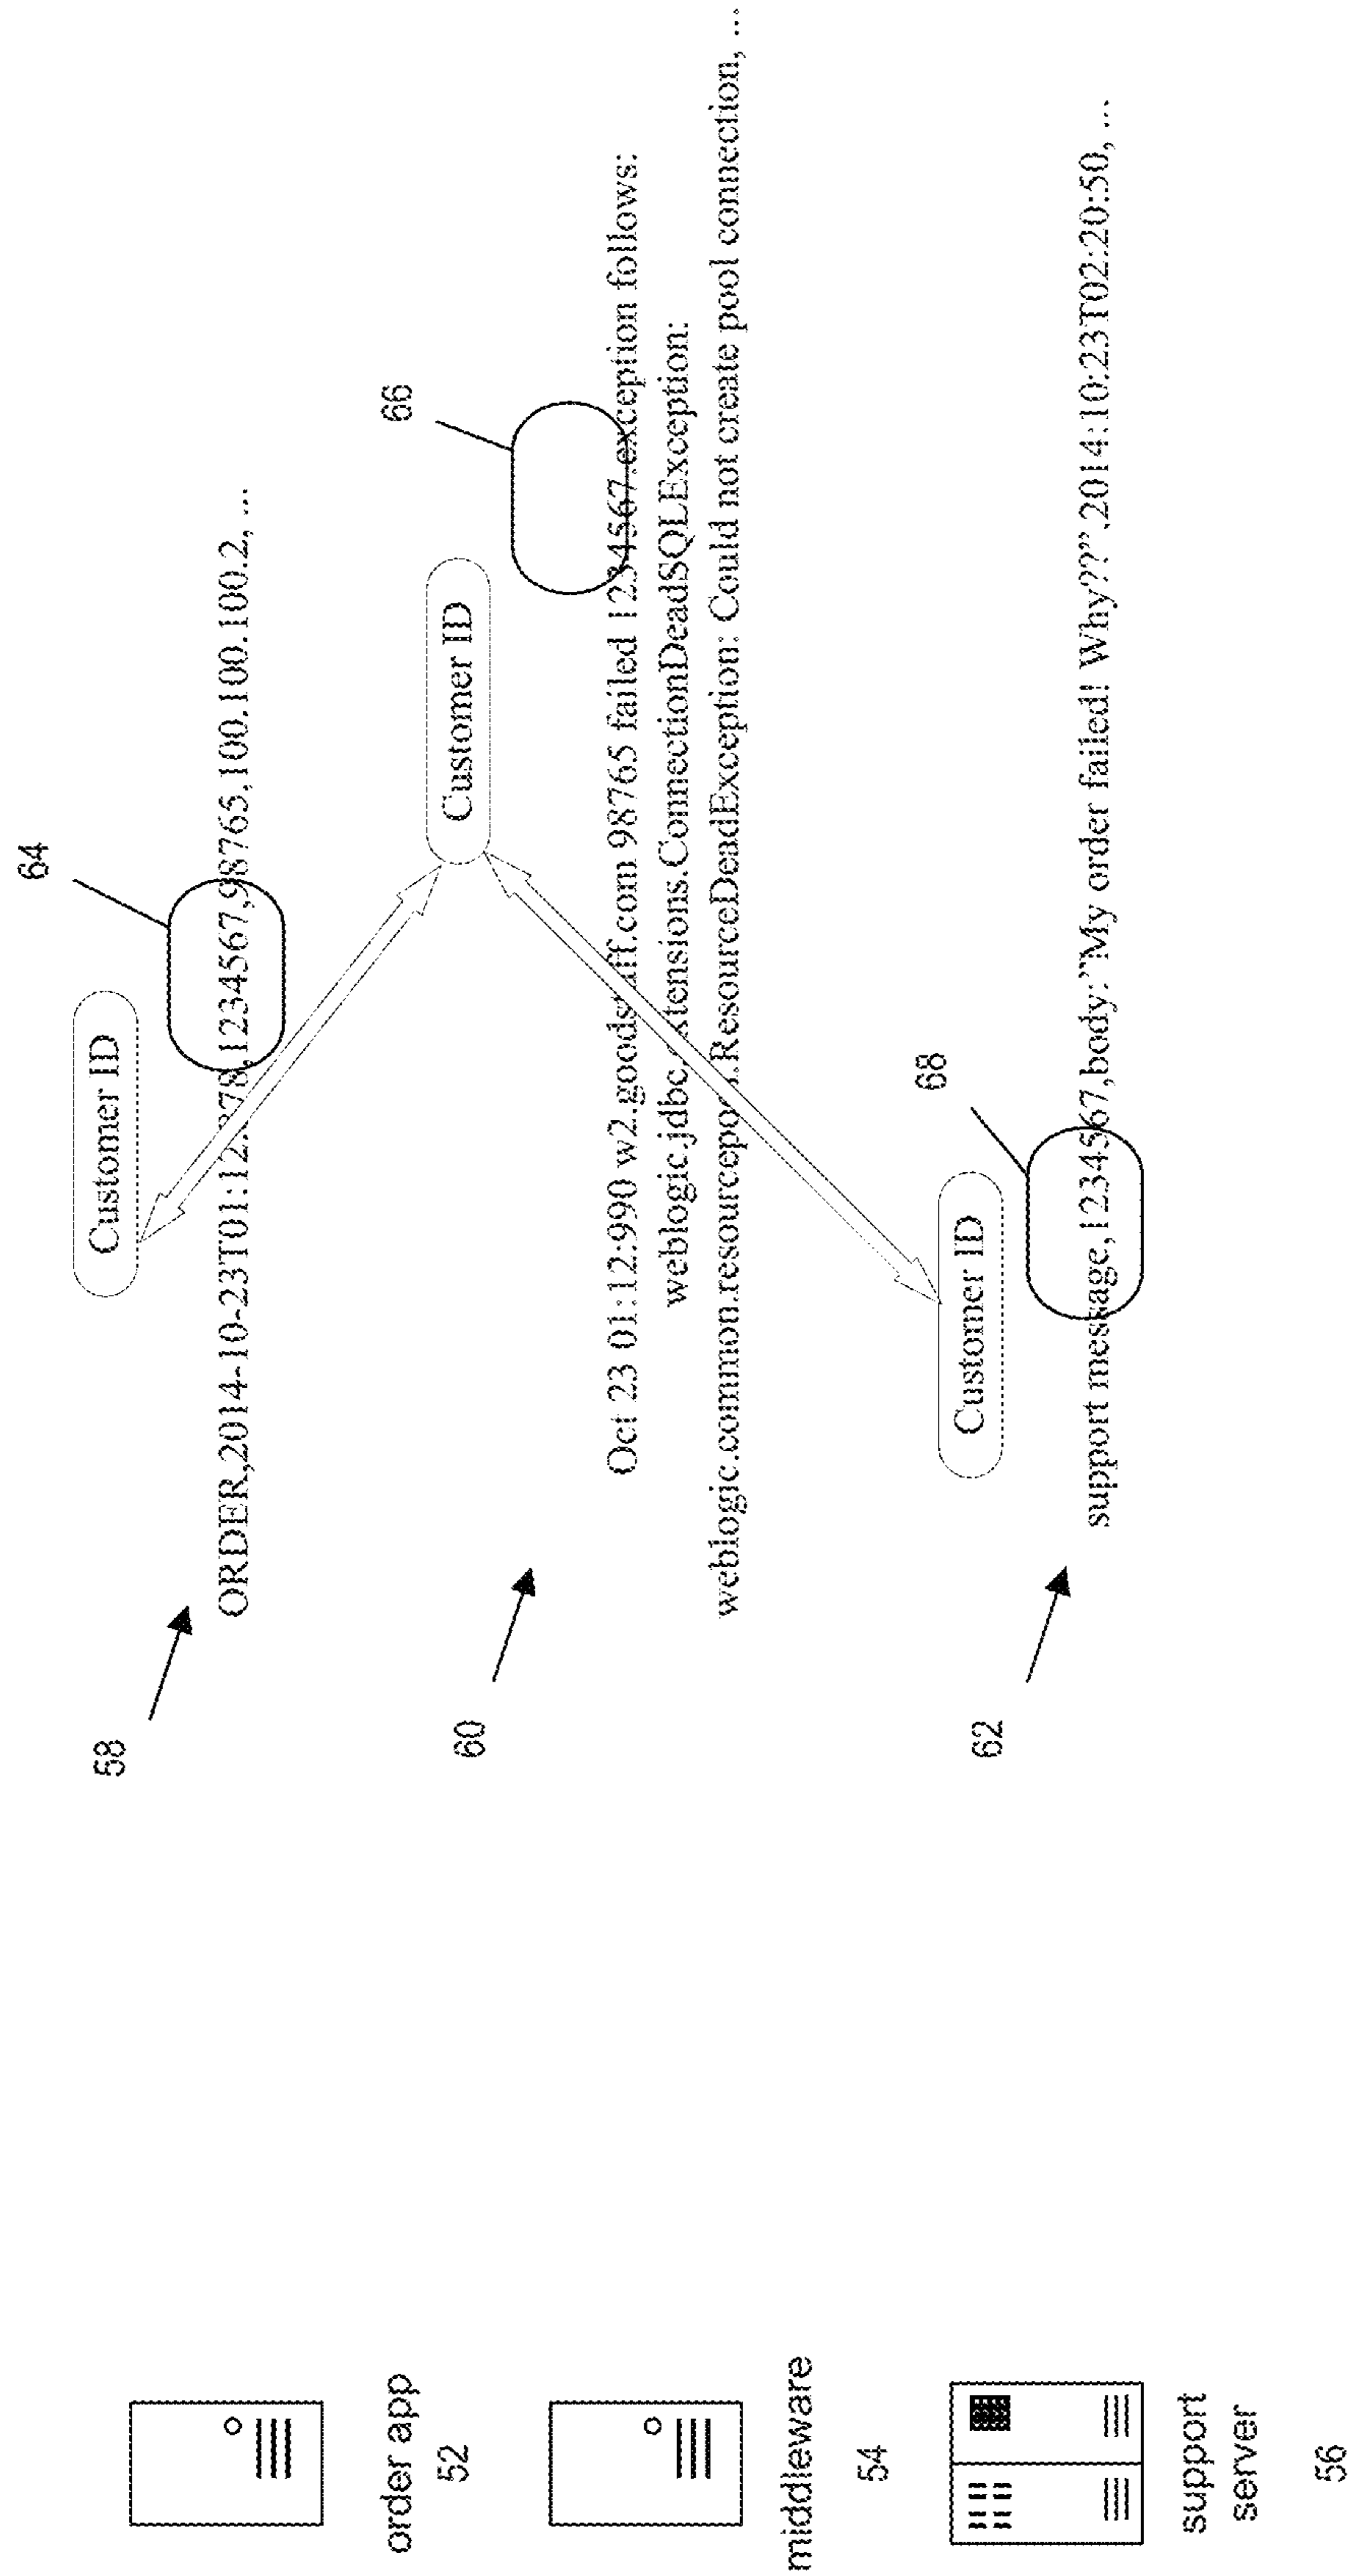 64
Customer ID
58
ORDER,2014-10-23T01:12:278,1234567,98765,100.100.100.2, ...
order app
52
66
Customer ID
60
Oct 23 01:12:990 w2.goodstuff.com 98765 failed 1234567.exception follows:
weblogic.jdbc.extensions.ConnectionDeadSQLException:
weblogic.common.resourcepool.ResourceDeadException: Could not create pool connection, ...
middleware
54
68
Customer ID
62
support message,1234567,body:"My order failed! Why??",2014:10:23T02:20:50, ...
support
server
56